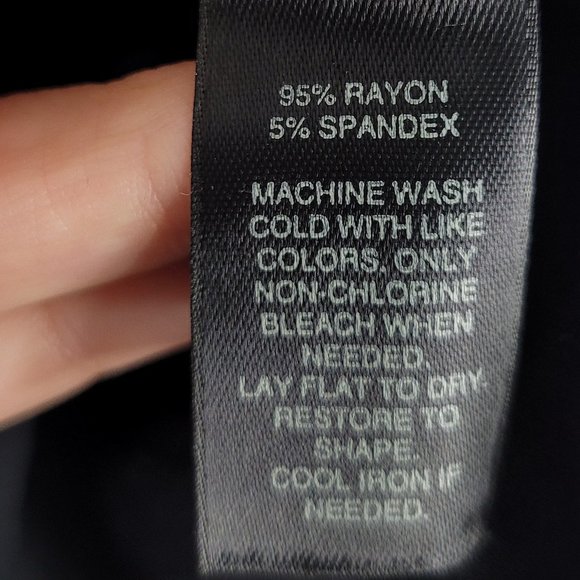 95% RAYON
5% SPANDEX
MACHINE WASH
COLD WITH LIKE
COLORS. ONLY
NON-CHLORINE
BLEACH WHEN
NEEDED.
LAY FLAT TO DRY.
RESTORE TO
SHAPE.
COOL IRON IF
NEEDED.